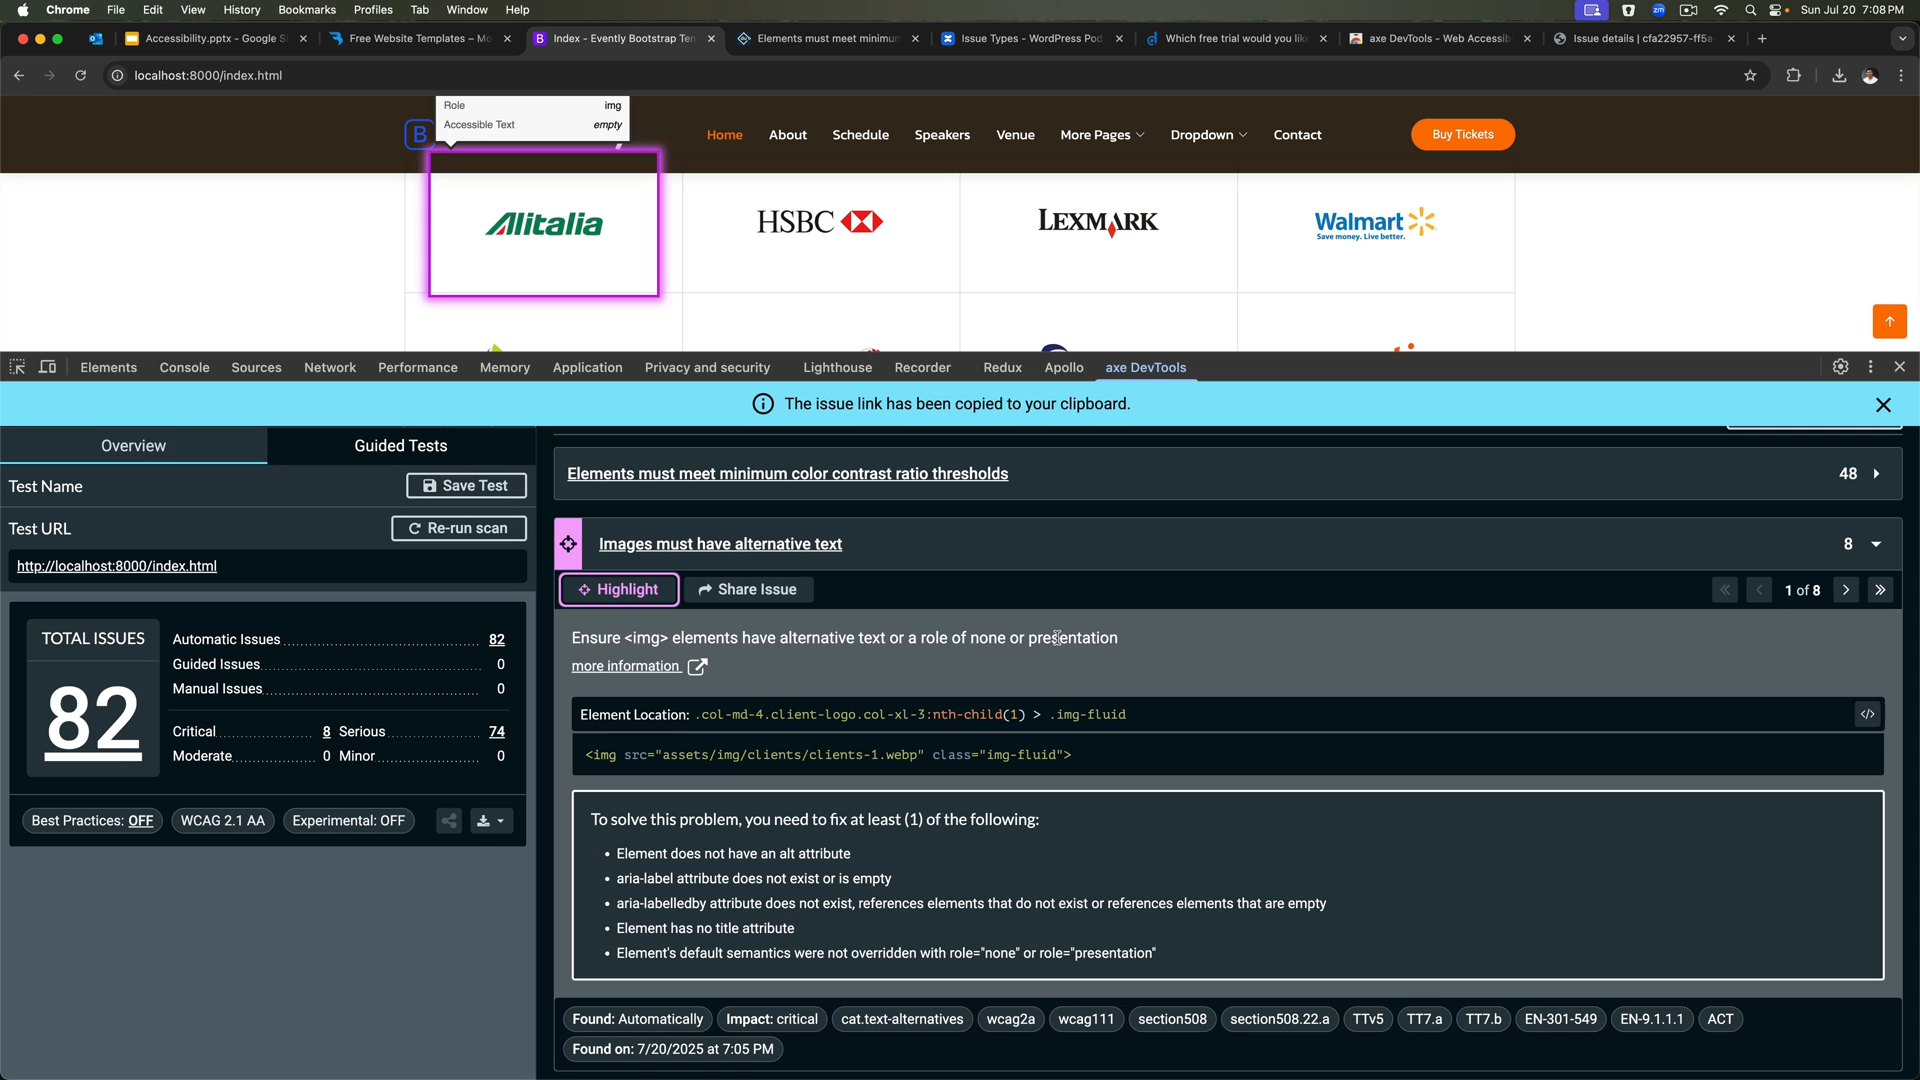 Chrome File Edit View History Bookmarks Profiles Tab Window Help zm Sun Jul 20 7:08 PM
Accessibility.pptx - Google S Free Website Templates – Mo Index - Evently Bootstrap Ten Elements must meet minimum Issue Types - WordPress Pod Which free trial would you lik axe DevTools - Web Accessib Issue details | cfa22957-ff5a-
localhost:8000/index.html
Role img
Accessible Text empty
B Home About Schedule Speakers Venue More Pages Dropdown Contact Buy Tickets
Alitalia HSBC LEXMARK Walmart
Save money. Live better.
Elements Console Sources Network Performance Memory Application Privacy and security Lighthouse Recorder Redux Apollo axe DevTools
The issue link has been copied to your clipboard.
Overview Guided Tests
Test Name Save Test
Test URL Re-run scan
http://localhost:8000/index.html
TOTAL ISSUES
82
Automatic Issues 82
Guided Issues 0
Manual Issues 0
Critical 8 Serious 74
Moderate 0 Minor 0
Best Practices: OFF WCAG 2.1 AA Experimental: OFF
Elements must meet minimum color contrast ratio thresholds 48
Images must have alternative text 8
Highlight Share Issue 1 of 8
Ensure <img> elements have alternative text or a role of none or presentation
more information
Element Location: .col-md-4.client-logo.col-xl-3:nth-child(1) > .img-fluid </>
<img src="assets/img/clients/clients-1.webp" class="img-fluid">
To solve this problem, you need to fix at least (1) of the following:
• Element does not have an alt attribute
• aria-label attribute does not exist or is empty
• aria-labelledby attribute does not exist, references elements that do not exist or references elements that are empty
• Element has no title attribute
• Element's default semantics were not overridden with role="none" or role="presentation"
Found: Automatically Impact: critical cat.text-alternatives wcag2a wcag111 section508 section508.22.a TTv5 TT7.a TT7.b EN-301-549 EN-9.1.1.1 ACT
Found on: 7/20/2025 at 7:05 PM